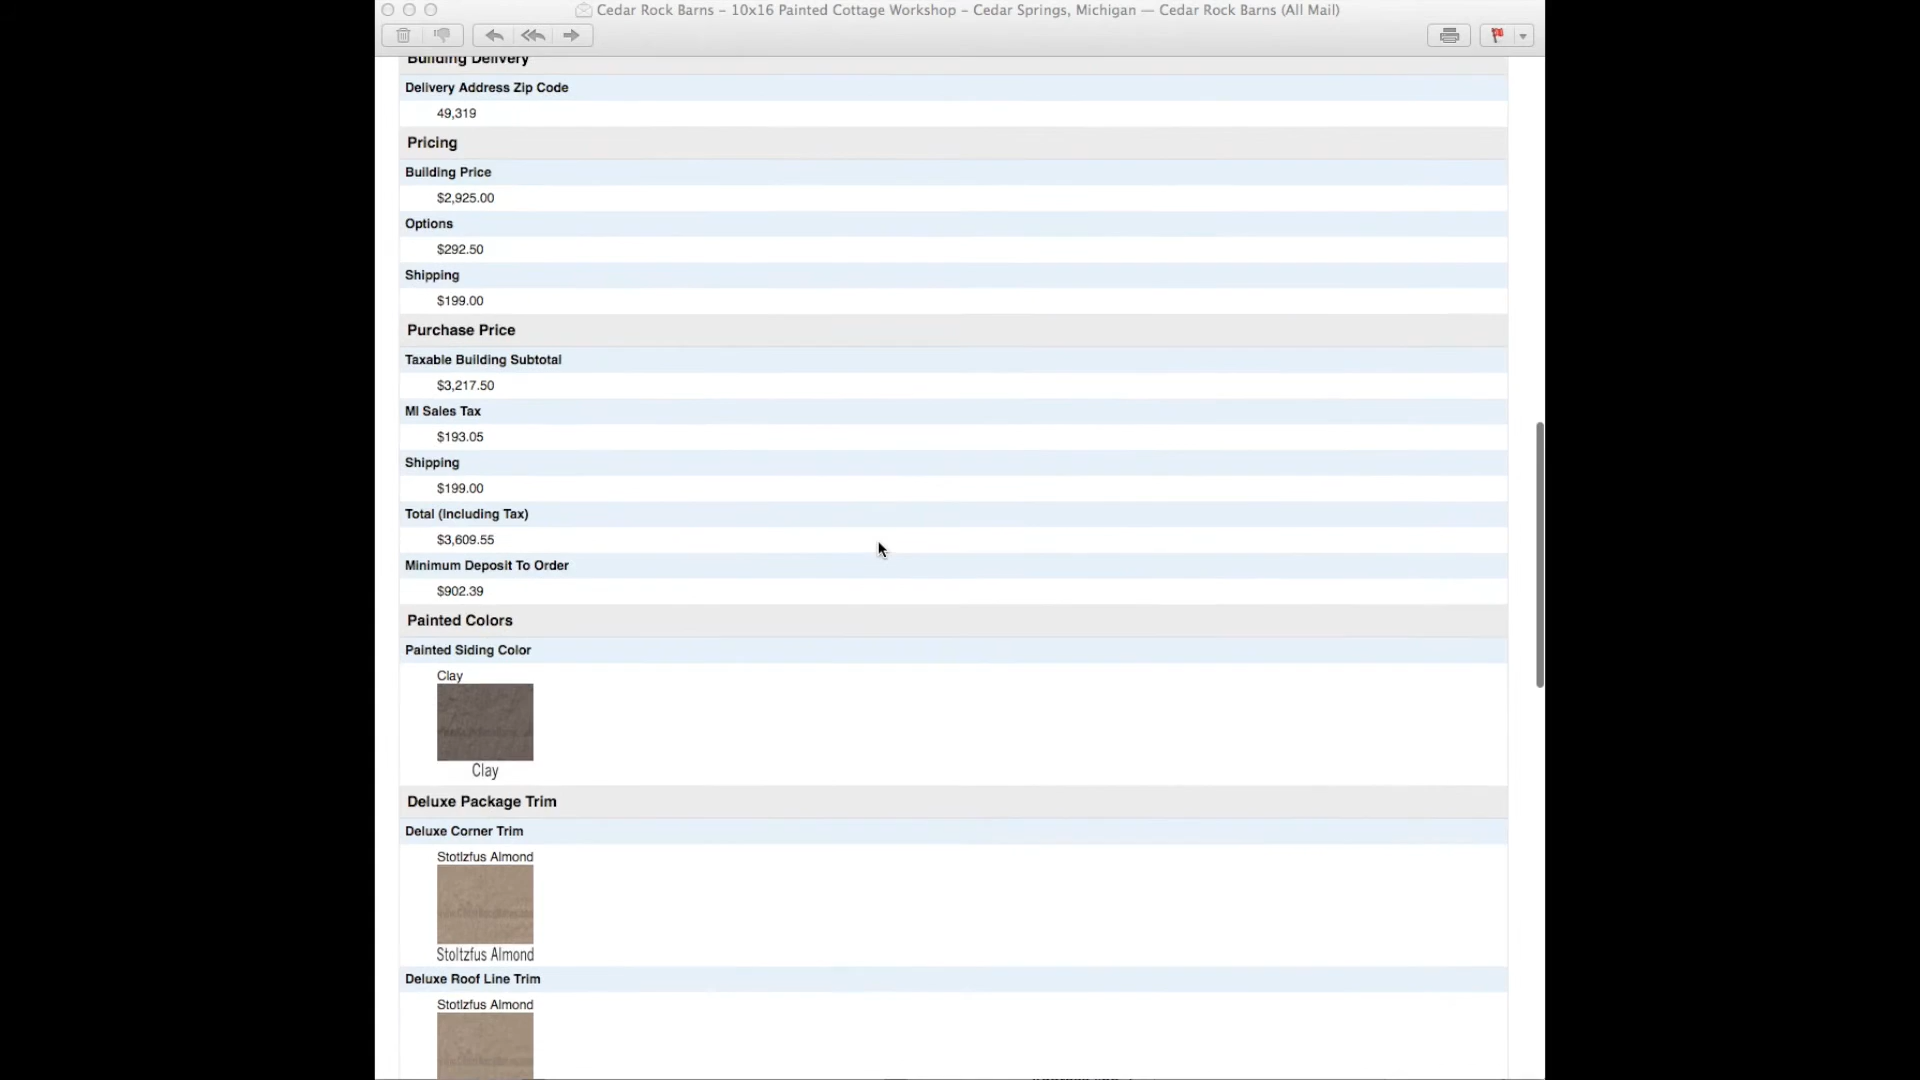 Cedar Rock Barns – 10x16 Painted Cottage Workshop – Cedar Springs, Michigan — Cedar Rock Barns (All Mail)
Building Delivery
Delivery Address Zip Code
49,319
Pricing
Building Price
$2,925.00
Options
$292.50
Shipping
$199.00
Purchase Price
Taxable Building Subtotal
$3,217.50
MI Sales Tax
$193.05
Shipping
$199.00
Total (Including Tax)
$3,609.55
Minimum Deposit To Order
$902.39
Painted Colors
Painted Siding Color
Clay
Clay
Deluxe Package Trim
Deluxe Corner Trim
Stotlzfus Almond
Stoltzfus Almond
Deluxe Roof Line Trim
Stotlzfus Almond